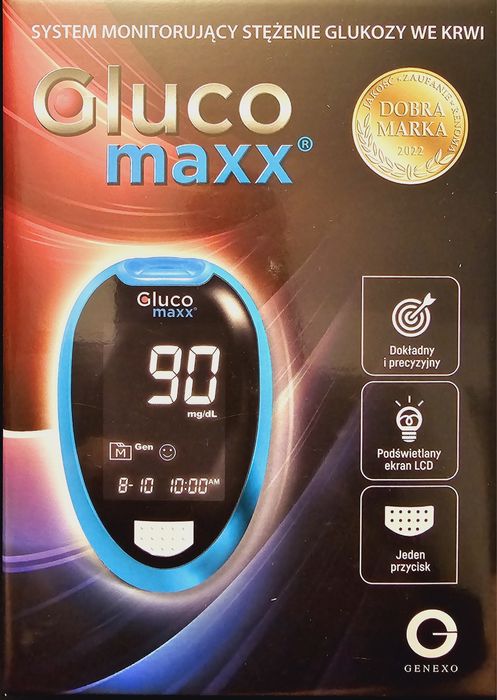 SYSTEM MONITORUJĄCY STĘŻENIE GLUKOZY WE KRWI
Gluco
maxx®
JAKOŚĆ • ZAUFANIE • RENOMA
DOBRA
MARKA
2022
Gluco
maxx®
90
mg/dL
M Gen
8-10 10:00AM
Dokładny
i precyzyjny
Podświetlany
ekran LCD
Jeden
przycisk
G
GENEXO